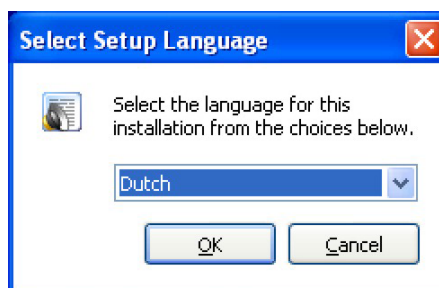 Select Setup Language
Select the language for this
installation from the choices below.
Dutch
OK
Cancel